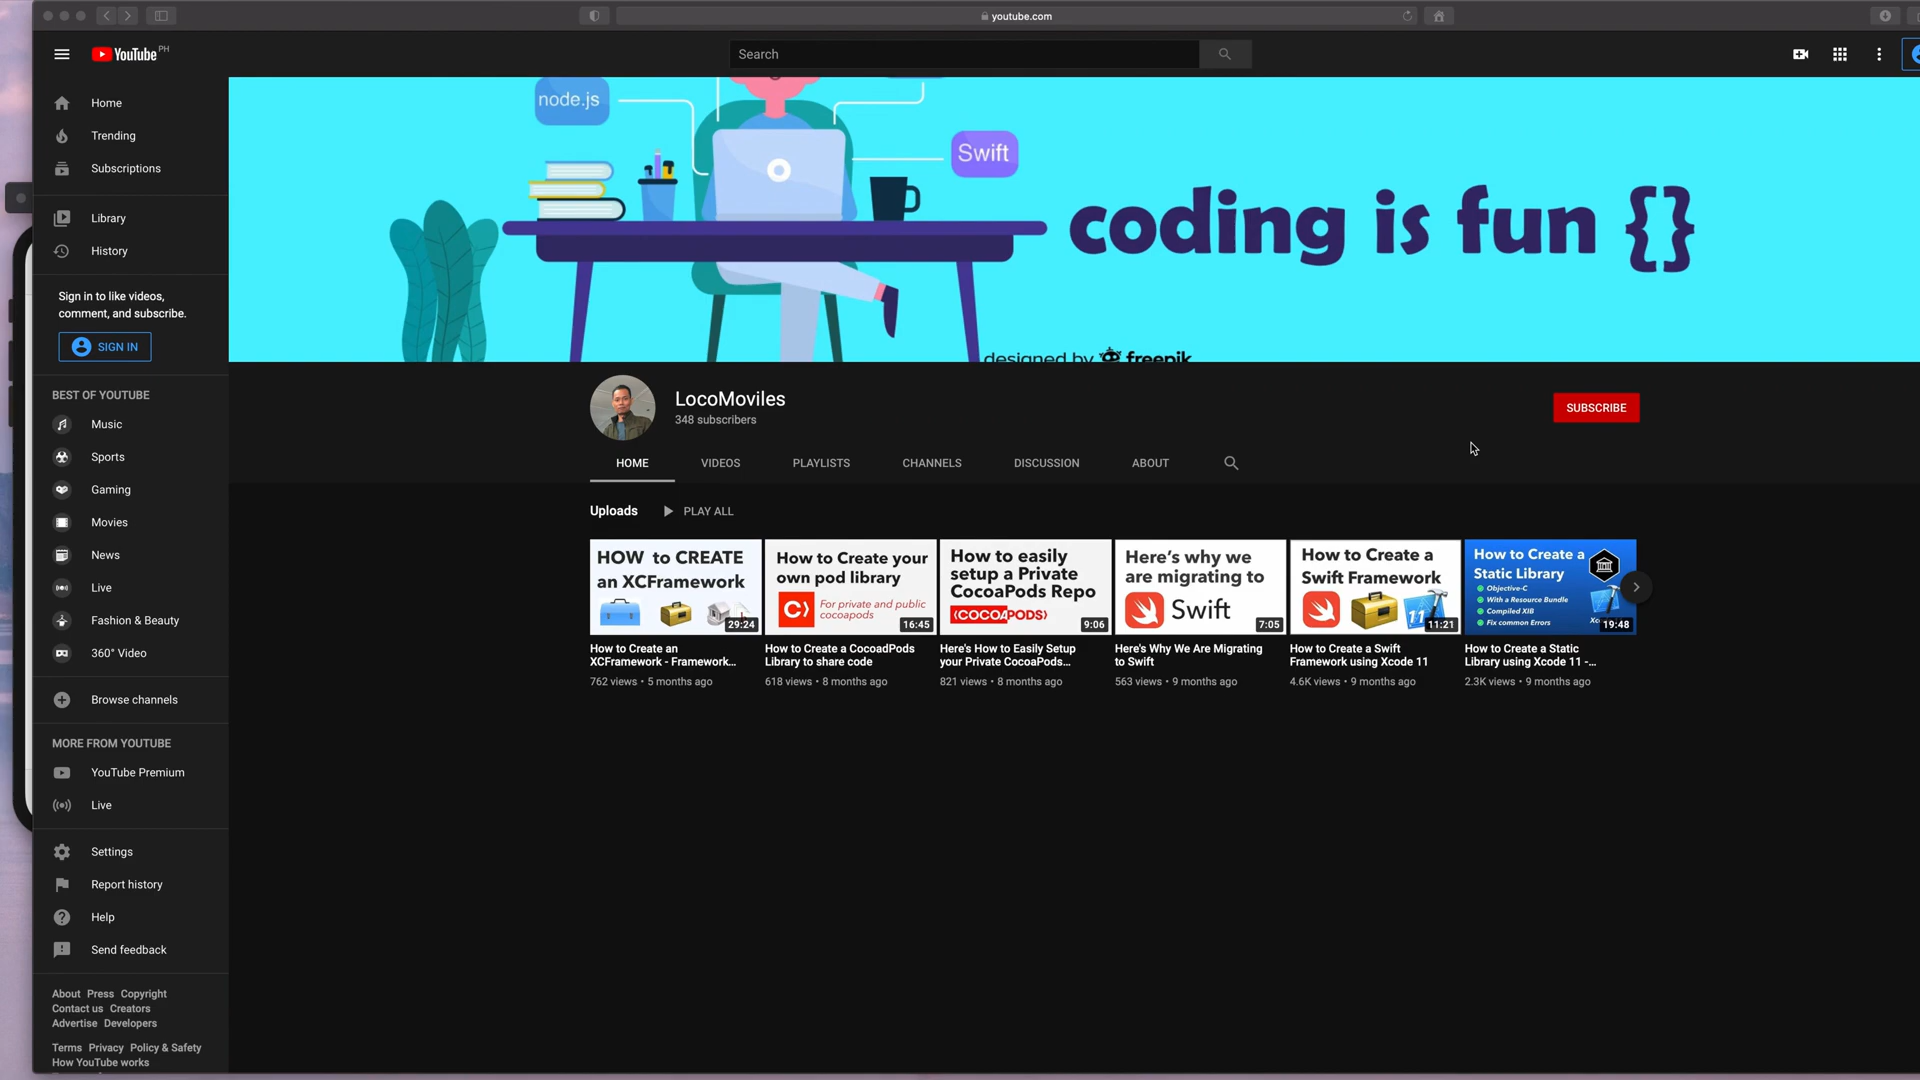 youtube.com
YouTube PH
Search
Home
Trending
Subscriptions
Library
History
Sign in to like videos,
comment, and subscribe.
SIGN IN
BEST OF YOUTUBE
Music
Sports
Gaming
Movies
News
Live
Fashion & Beauty
360° Video
Browse channels
MORE FROM YOUTUBE
YouTube Premium
Live
Settings
Report history
Help
Send feedback
About Press Copyright
Contact us Creators
Advertise Developers
Terms Privacy Policy & Safety
How YouTube works
node.js
Swift
coding is fun {}
designed by freepik
LocoMoviles
348 subscribers
SUBSCRIBE
HOME VIDEOS PLAYLISTS CHANNELS DISCUSSION ABOUT
Uploads PLAY ALL
HOW to CREATE
an XCFramework
29:24
How to Create an
XCFramework - Framework...
762 views • 5 months ago
How to Create your
own pod library
For private and public
cocoapods
16:45
How to Create a CocoadPods
Library to share code
618 views • 8 months ago
How to easily
setup a Private
CocoaPods Repo
COCOAPODS
9:06
Here's How to Easily Setup
your Private CocoaPods...
821 views • 8 months ago
Here's why we
are migrating to
Swift
7:05
Here's Why We Are Migrating
to Swift
563 views • 9 months ago
How to Create a
Swift Framework
11
11:21
How to Create a Swift
Framework using Xcode 11
4.6K views • 9 months ago
How to Create a
Static Library
Objective-C
With a Resource Bundle
Compiled XIB
Fix common Errors
19:48
How to Create a Static
Library using Xcode 11 -...
2.3K views • 9 months ago